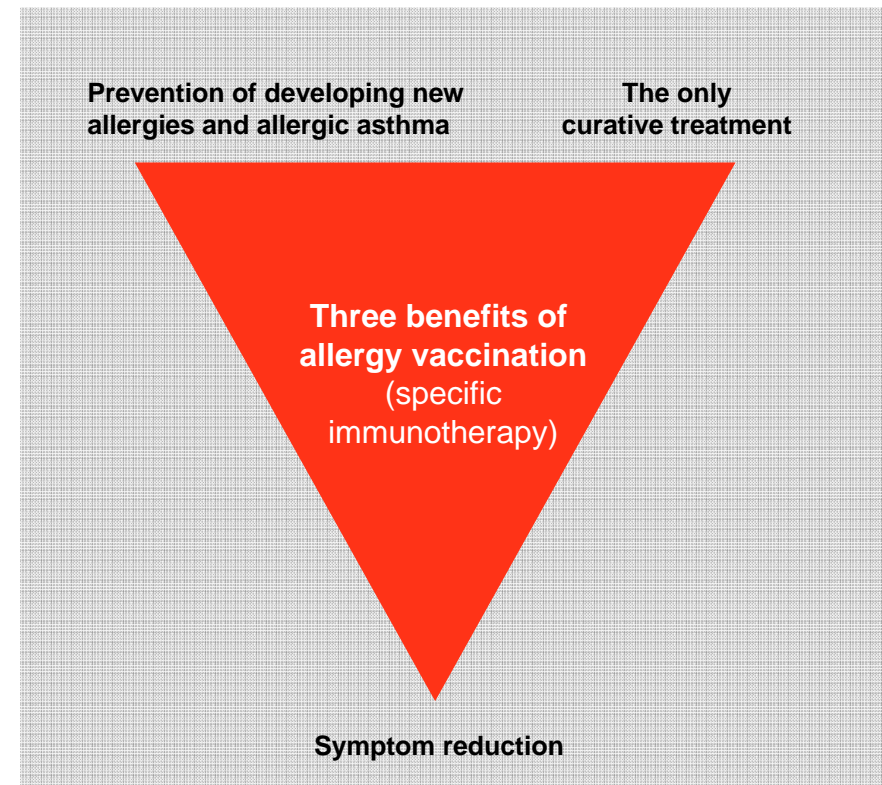 Prevention of developing new
allergies and allergic asthma
The only
curative treatment
Three benefits of
allergy vaccination
(specific
immunotherapy)
Symptom reduction